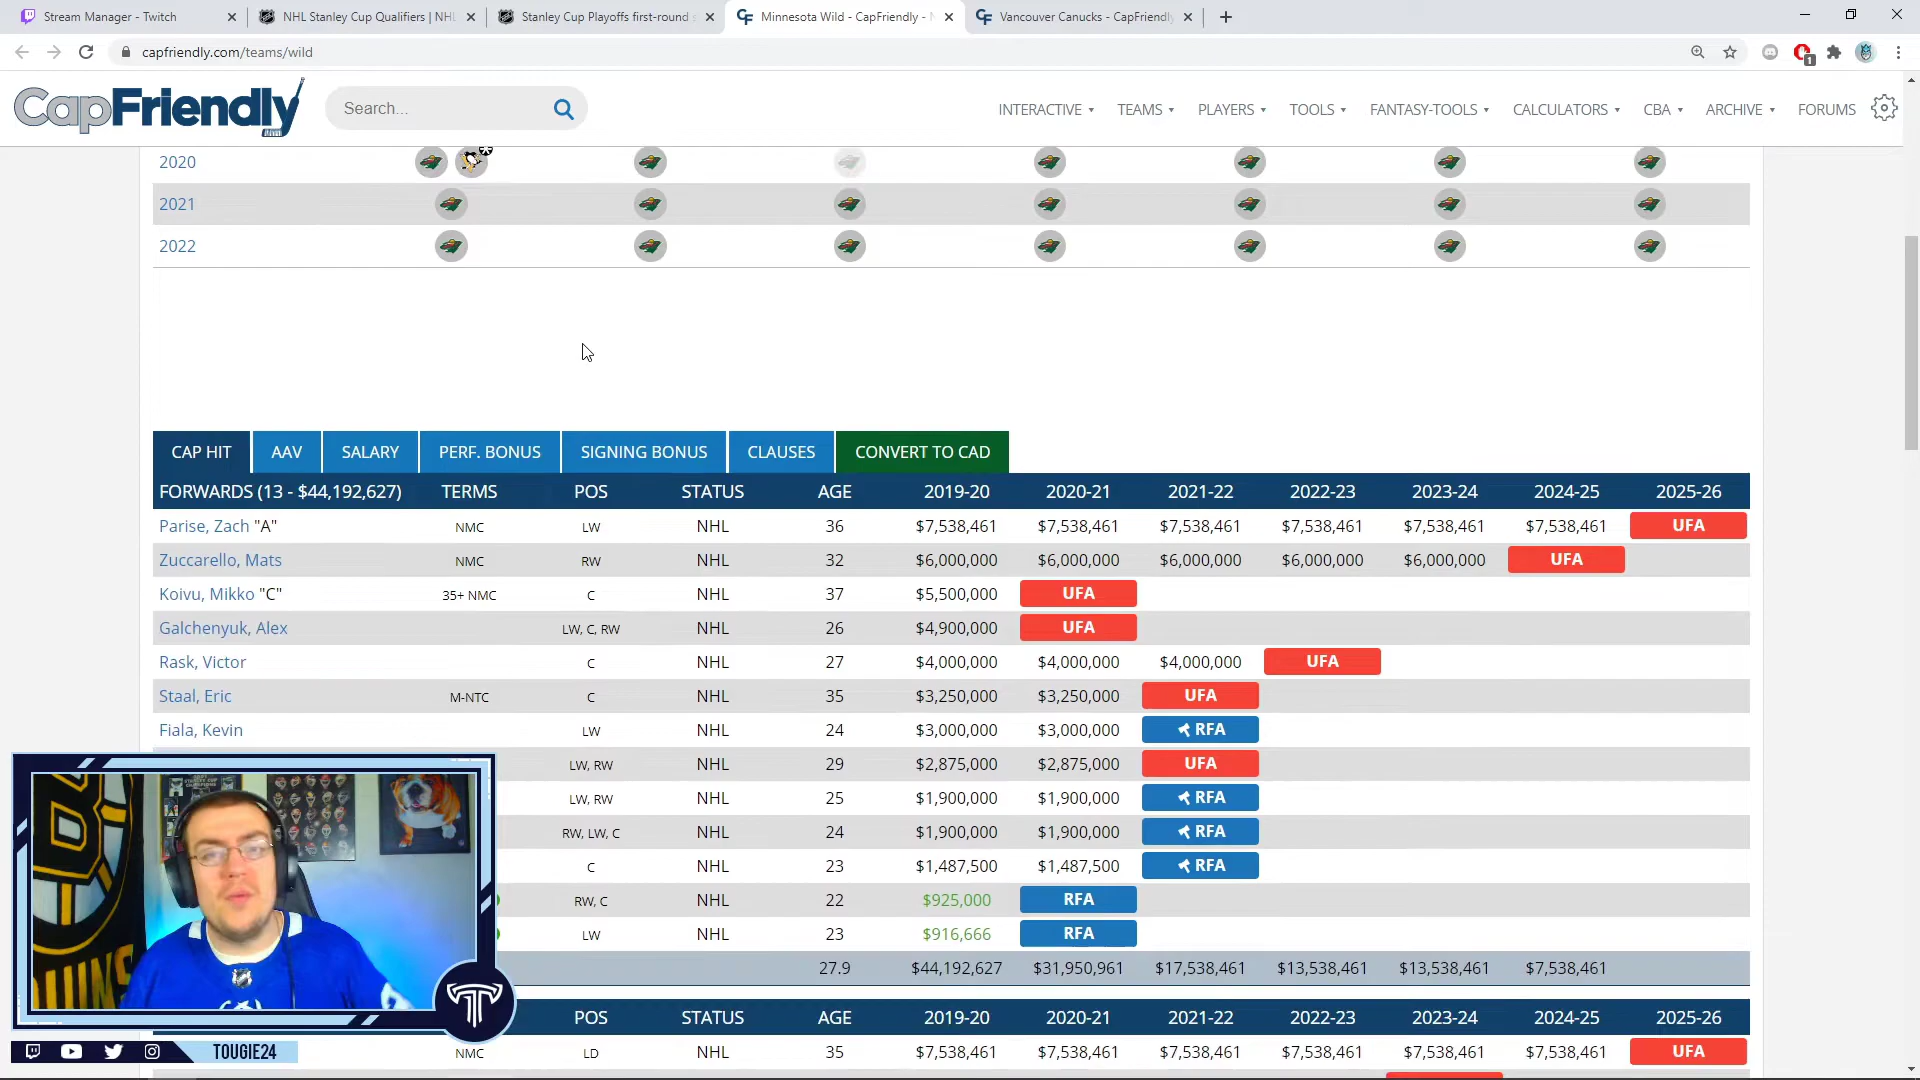 Stream Manager - Twitch
NHL Stanley Cup Qualifiers | NHL
Stanley Cup Playoffs first-round s
Minnesota Wild - CapFriendly - N
Vancouver Canucks - CapFriendly
capfriendly.com/teams/wild
1
CapFriendly
Search...
INTERACTIVE TEAMS PLAYERS TOOLS FANTASY-TOOLS CALCULATORS CBA ARCHIVE FORUMS
2020
2021
2022
CAP HIT AAV SALARY PERF. BONUS SIGNING BONUS CLAUSES CONVERT TO CAD
FORWARDS (13 - $44,192,627) TERMS POS STATUS AGE 2019-20 2020-21 2021-22 2022-23 2023-24 2024-25 2025-26
Parise, Zach "A" NMC LW NHL 36 $7,538,461 $7,538,461 $7,538,461 $7,538,461 $7,538,461 $7,538,461 UFA
Zuccarello, Mats NMC RW NHL 32 $6,000,000 $6,000,000 $6,000,000 $6,000,000 $6,000,000 UFA
Koivu, Mikko "C" 35+ NMC C NHL 37 $5,500,000 UFA
Galchenyuk, Alex LW, C, RW NHL 26 $4,900,000 UFA
Rask, Victor C NHL 27 $4,000,000 $4,000,000 $4,000,000 UFA
Staal, Eric M-NTC C NHL 35 $3,250,000 $3,250,000 UFA
Fiala, Kevin LW NHL 24 $3,000,000 $3,000,000 RFA
LW, RW NHL 29 $2,875,000 $2,875,000 UFA
LW, RW NHL 25 $1,900,000 $1,900,000 RFA
RW, LW, C NHL 24 $1,900,000 $1,900,000 RFA
C NHL 23 $1,487,500 $1,487,500 RFA
RW, C NHL 22 $925,000 RFA
LW NHL 23 $916,666 RFA
27.9 $44,192,627 $31,950,961 $17,538,461 $13,538,461 $13,538,461 $7,538,461
POS STATUS AGE 2019-20 2020-21 2021-22 2022-23 2023-24 2024-25 2025-26
NMC LD NHL 35 $7,538,461 $7,538,461 $7,538,461 $7,538,461 $7,538,461 $7,538,461 UFA
TOUGIE24